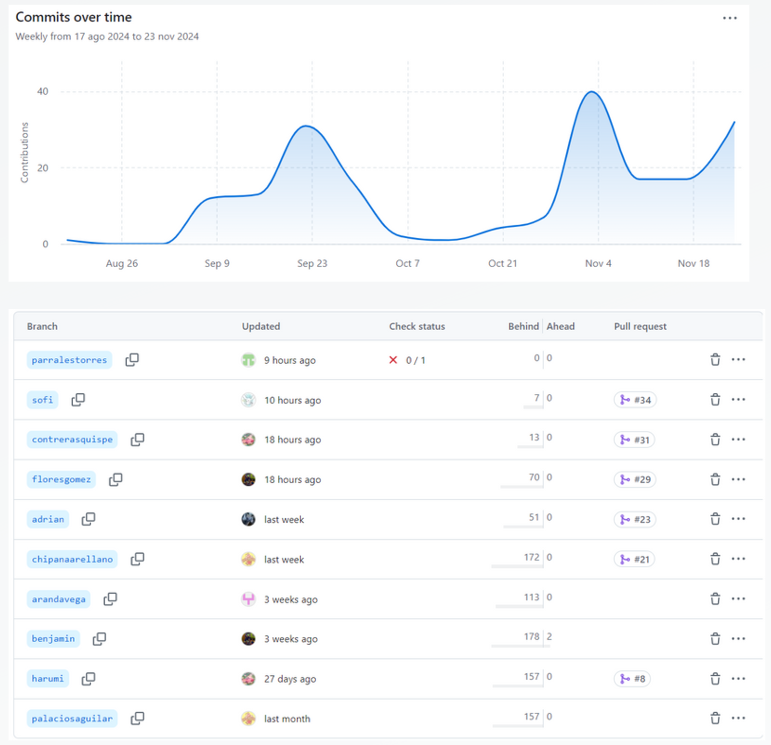 Commits over time
Weekly from 17 ago 2024 to 23 nov 2024
Contributions
40
20
0
Aug 26 Sep 9 Sep 23 Oct 7 Oct 21 Nov 4 Nov 18
Branch Updated Check status Behind Ahead Pull request
parralestorres 9 hours ago 0 / 1 0 0
sofi 10 hours ago 7 0 #34
contrerasquispe 18 hours ago 13 0 #31
floresgomez 18 hours ago 70 0 #29
adrian last week 51 0 #23
chipanaarellano last week 172 0 #21
arandavega 3 weeks ago 113 0
benjamin 3 weeks ago 178 2
harumi 27 days ago 157 0 #8
palaciosaguilar last month 157 0